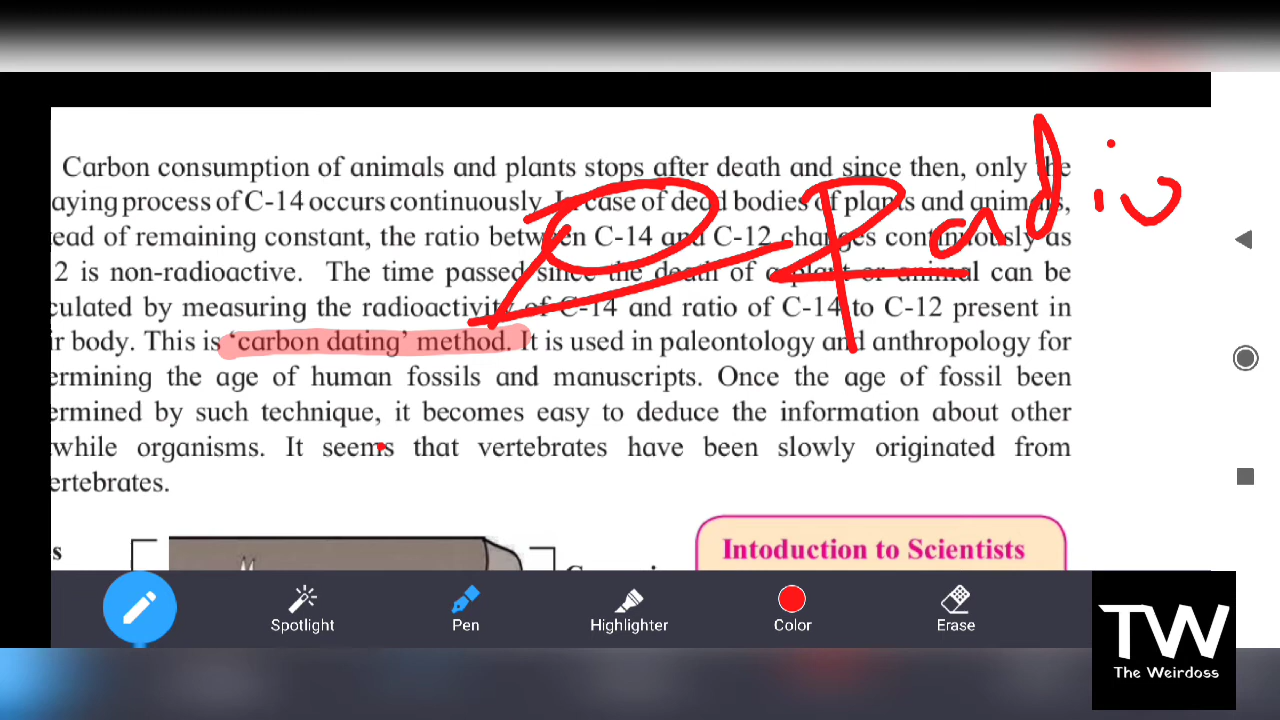 Carbon consumption of animals and plants stops after death and since then, only the
aying process of C-14 occurs continuously. In case of dead bodies of plants and animals,
tead of remaining constant, the ratio between C-14 and C-12 changes continuously as
2 is non-radioactive. The time passed since the death of a plant or animal can be
culated by measuring the radioactivity of C-14 and ratio of C-14 to C-12 present in
ir body. This is ‘carbon dating’ method. It is used in paleontology and anthropology for
ermining the age of human fossils and manuscripts. Once the age of fossil been
ermined by such technique, it becomes easy to deduce the information about other
while organisms. It seems that vertebrates have been slowly originated from
ertebrates.
Radio
s
Intoduction to Scientists
Spotlight
Pen
Highlighter
Color
Erase
TW
The Weirdoss